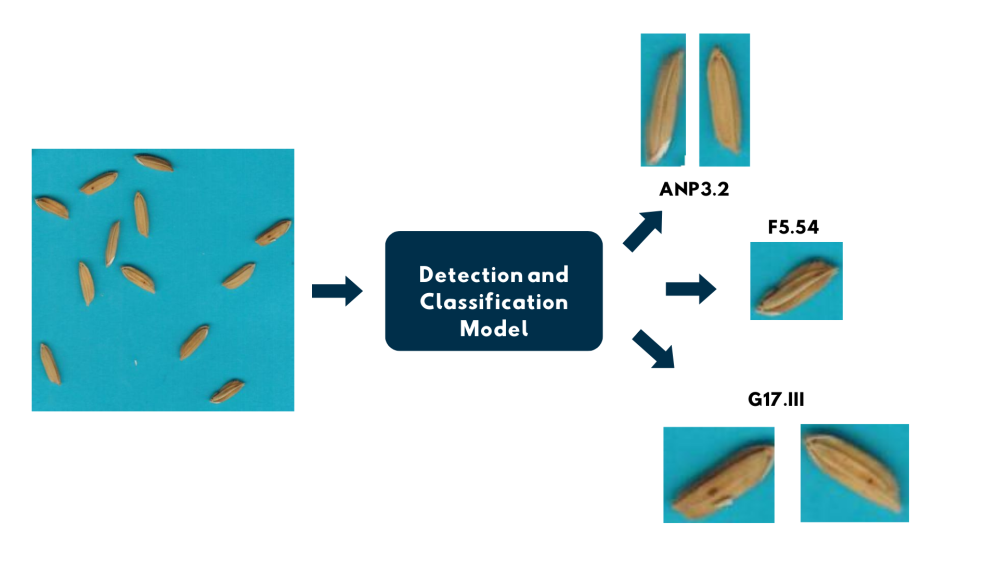 ANP3.2
F5.54
Detection and
Classification
Model
G17.III